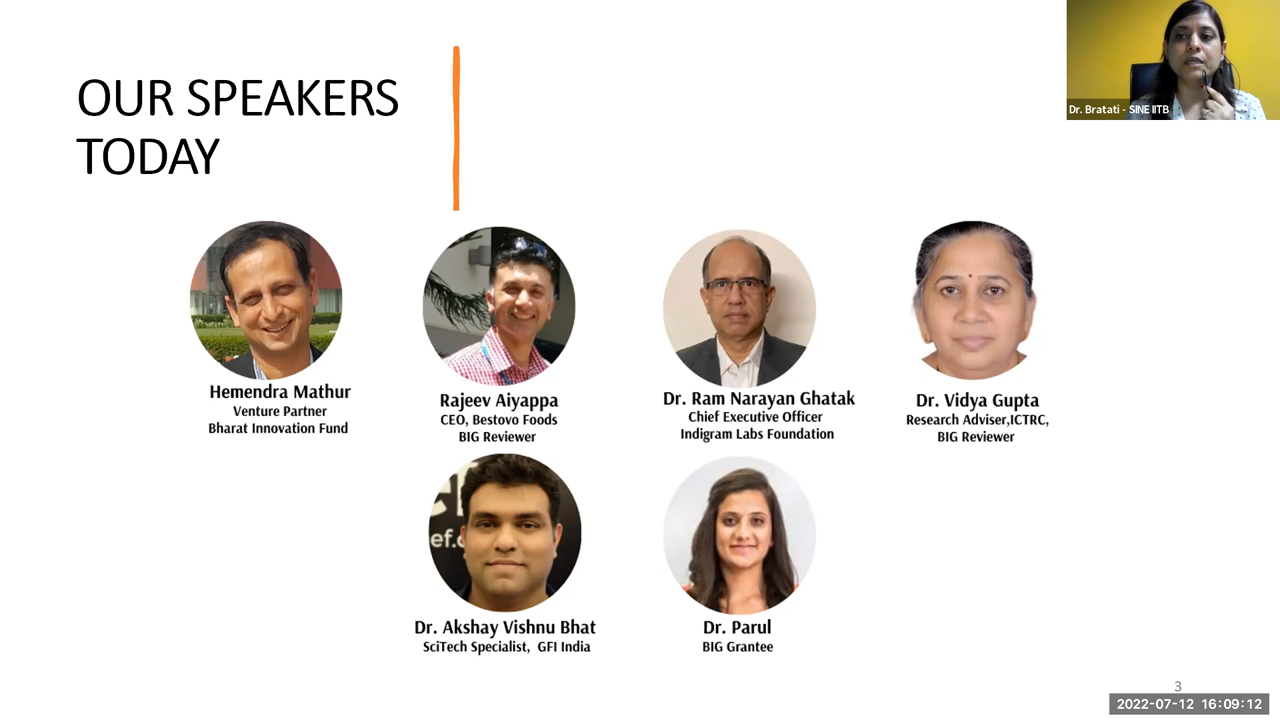 OUR SPEAKERS
TODAY
Dr. Bratati - SINE IITB
Hemendra Mathur
Venture Partner
Bharat Innovation Fund
Rajeev Aiyappa
CEO, Bestovo Foods
BIG Reviewer
Dr. Ram Narayan Ghatak
Chief Executive Officer
Indigram Labs Foundation
Dr. Vidya Gupta
Research Adviser,ICTRC,
BIG Reviewer
ef.
Dr. Akshay Vishnu Bhat
SciTech Specialist, GFI India
Dr. Parul
BIG Grantee
3
2022-07-12 16:09:12